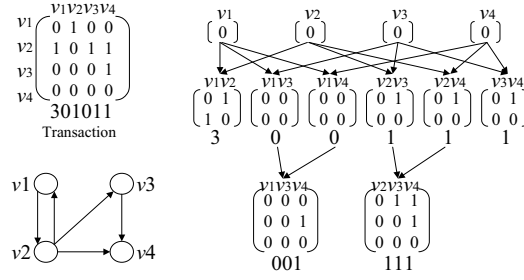 v1v2v3v4
v1 0 1 0 0
v2 1 0 1 1
v3 0 0 0 1
v4 0 0 0 0
301011
Transaction
v1 v3
v2 v4
v1 v2 v3 v4
0 0 0 0
v1v2 v1v3 v1v4 v2v3 v2v4 v3v4
0 1 0 0 0 0 0 1 0 1 0 1
1 0 0 0 0 0 0 0 0 0 0 0
3 0 0 1 1 1
v1v3v4 v2v3v4
0 0 0 0 1 1
0 0 1 0 0 1
0 0 0 0 0 0
001 111